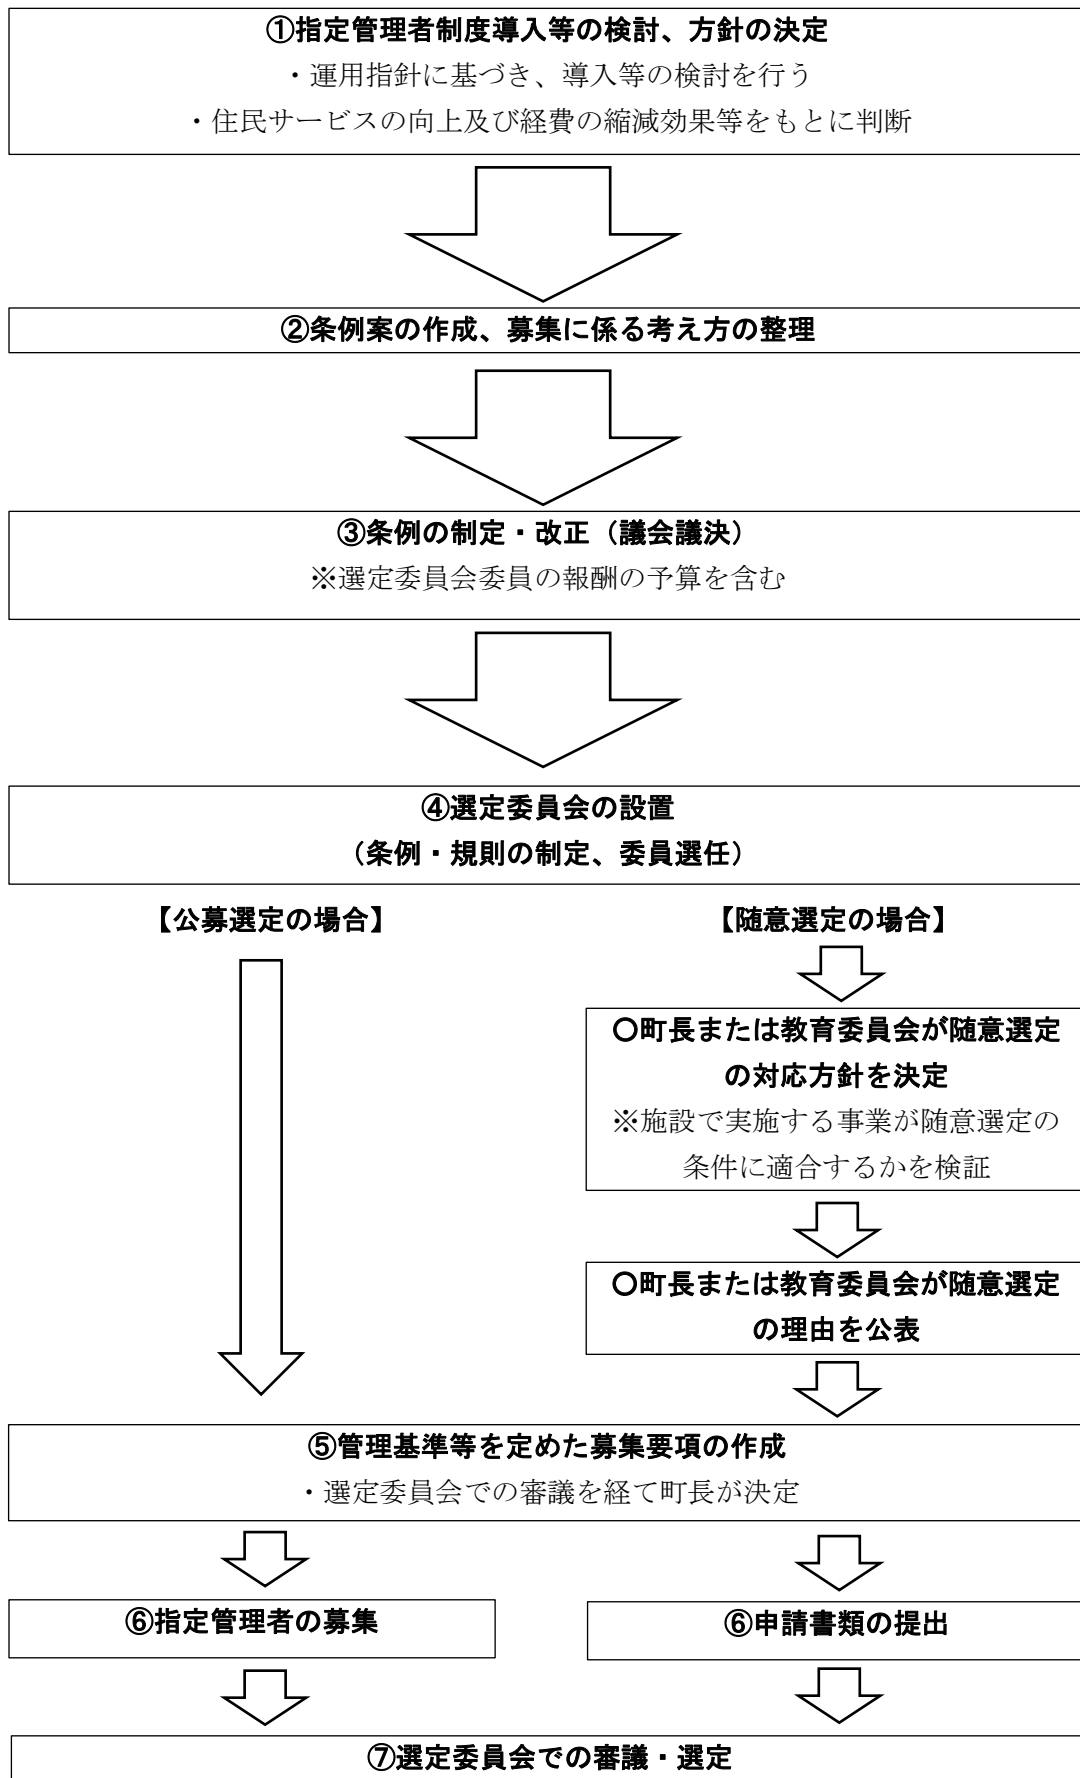 ①指定管理者制度導入等の検討、方針の決定
・運用指針に基づき、導入等の検討を行う
・住民サービスの向上及び経費の縮減効果等をもとに判断
②条例案の作成、募集に係る考え方の整理
③条例の制定・改正（議会議決）
※選定委員会委員の報酬の予算を含む
④選定委員会の設置
（条例・規則の制定、委員選任）
【公募選定の場合】
【随意選定の場合】
〇町長または教育委員会が随意選定
の対応方針を決定
※施設で実施する事業が随意選定の
条件に適合するかを検証
〇町長または教育委員会が随意選定
の理由を公表
⑤管理基準等を定めた募集要項の作成
・選定委員会での審議を経て町長が決定
⑥指定管理者の募集
⑥申請書類の提出
⑦選定委員会での審議・選定